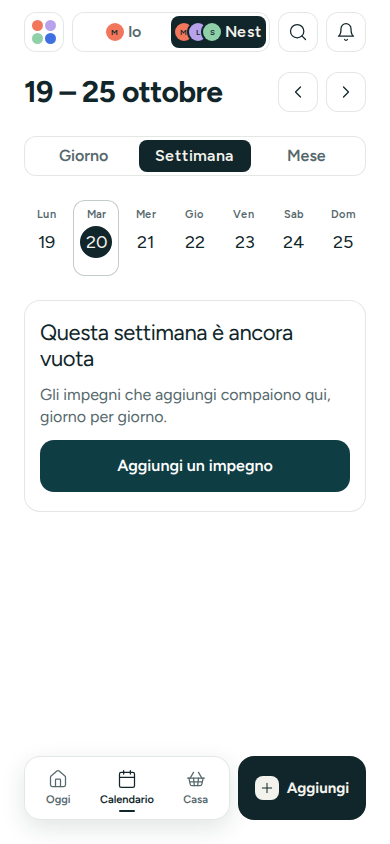 M Io M L S Nest
19 – 25 ottobre
Giorno Settimana Mese
Lun Mar Mer Gio Ven Sab Dom
19 20 21 22 23 24 25
Questa settimana è ancora
vuota
Gli impegni che aggiungi compaiono qui,
giorno per giorno.
Aggiungi un impegno
Oggi Calendario Casa Aggiungi